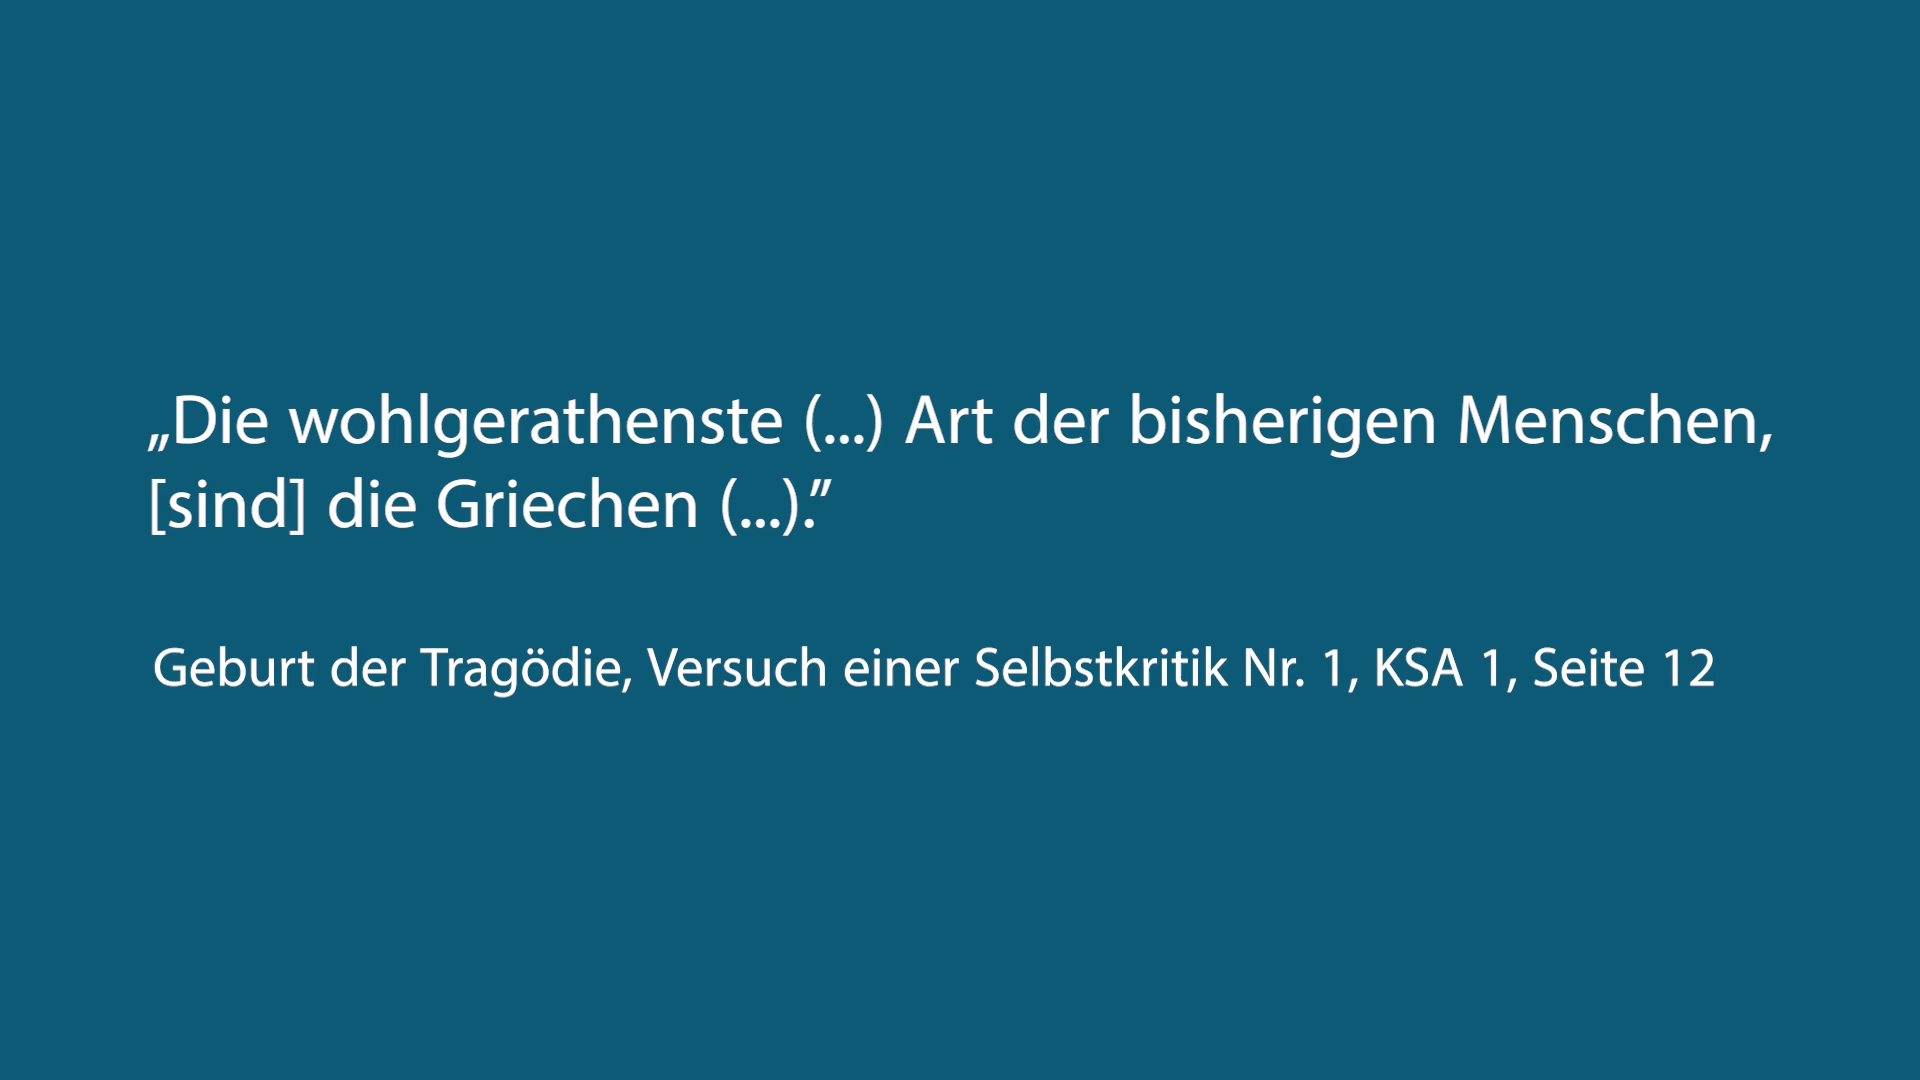 „Die wohlgerathenste (...) Art der bisherigen Menschen,
[sind] die Griechen (...).”
Geburt der Tragödie, Versuch einer Selbstkritik Nr. 1, KSA 1, Seite 12